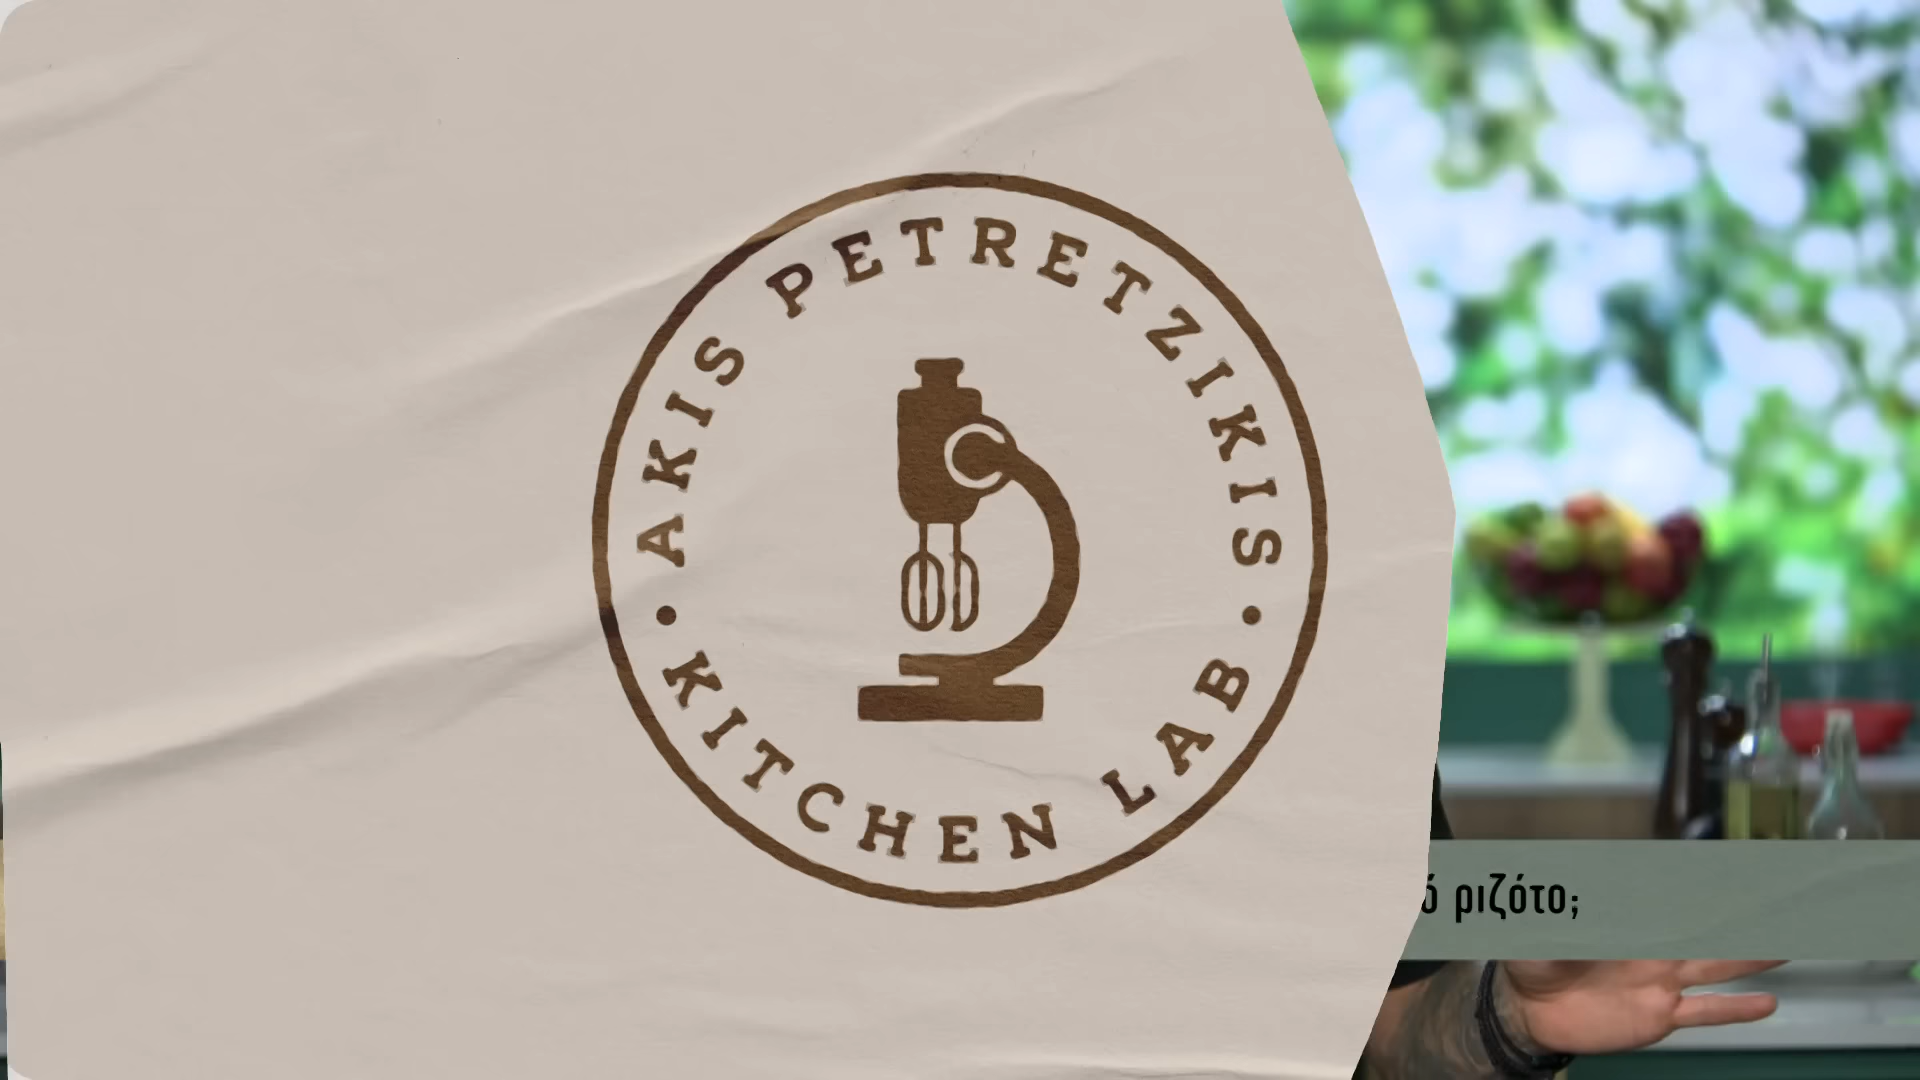 AKIS PETRETZIKIS
• KITCHEN LAB •
ριζότο;